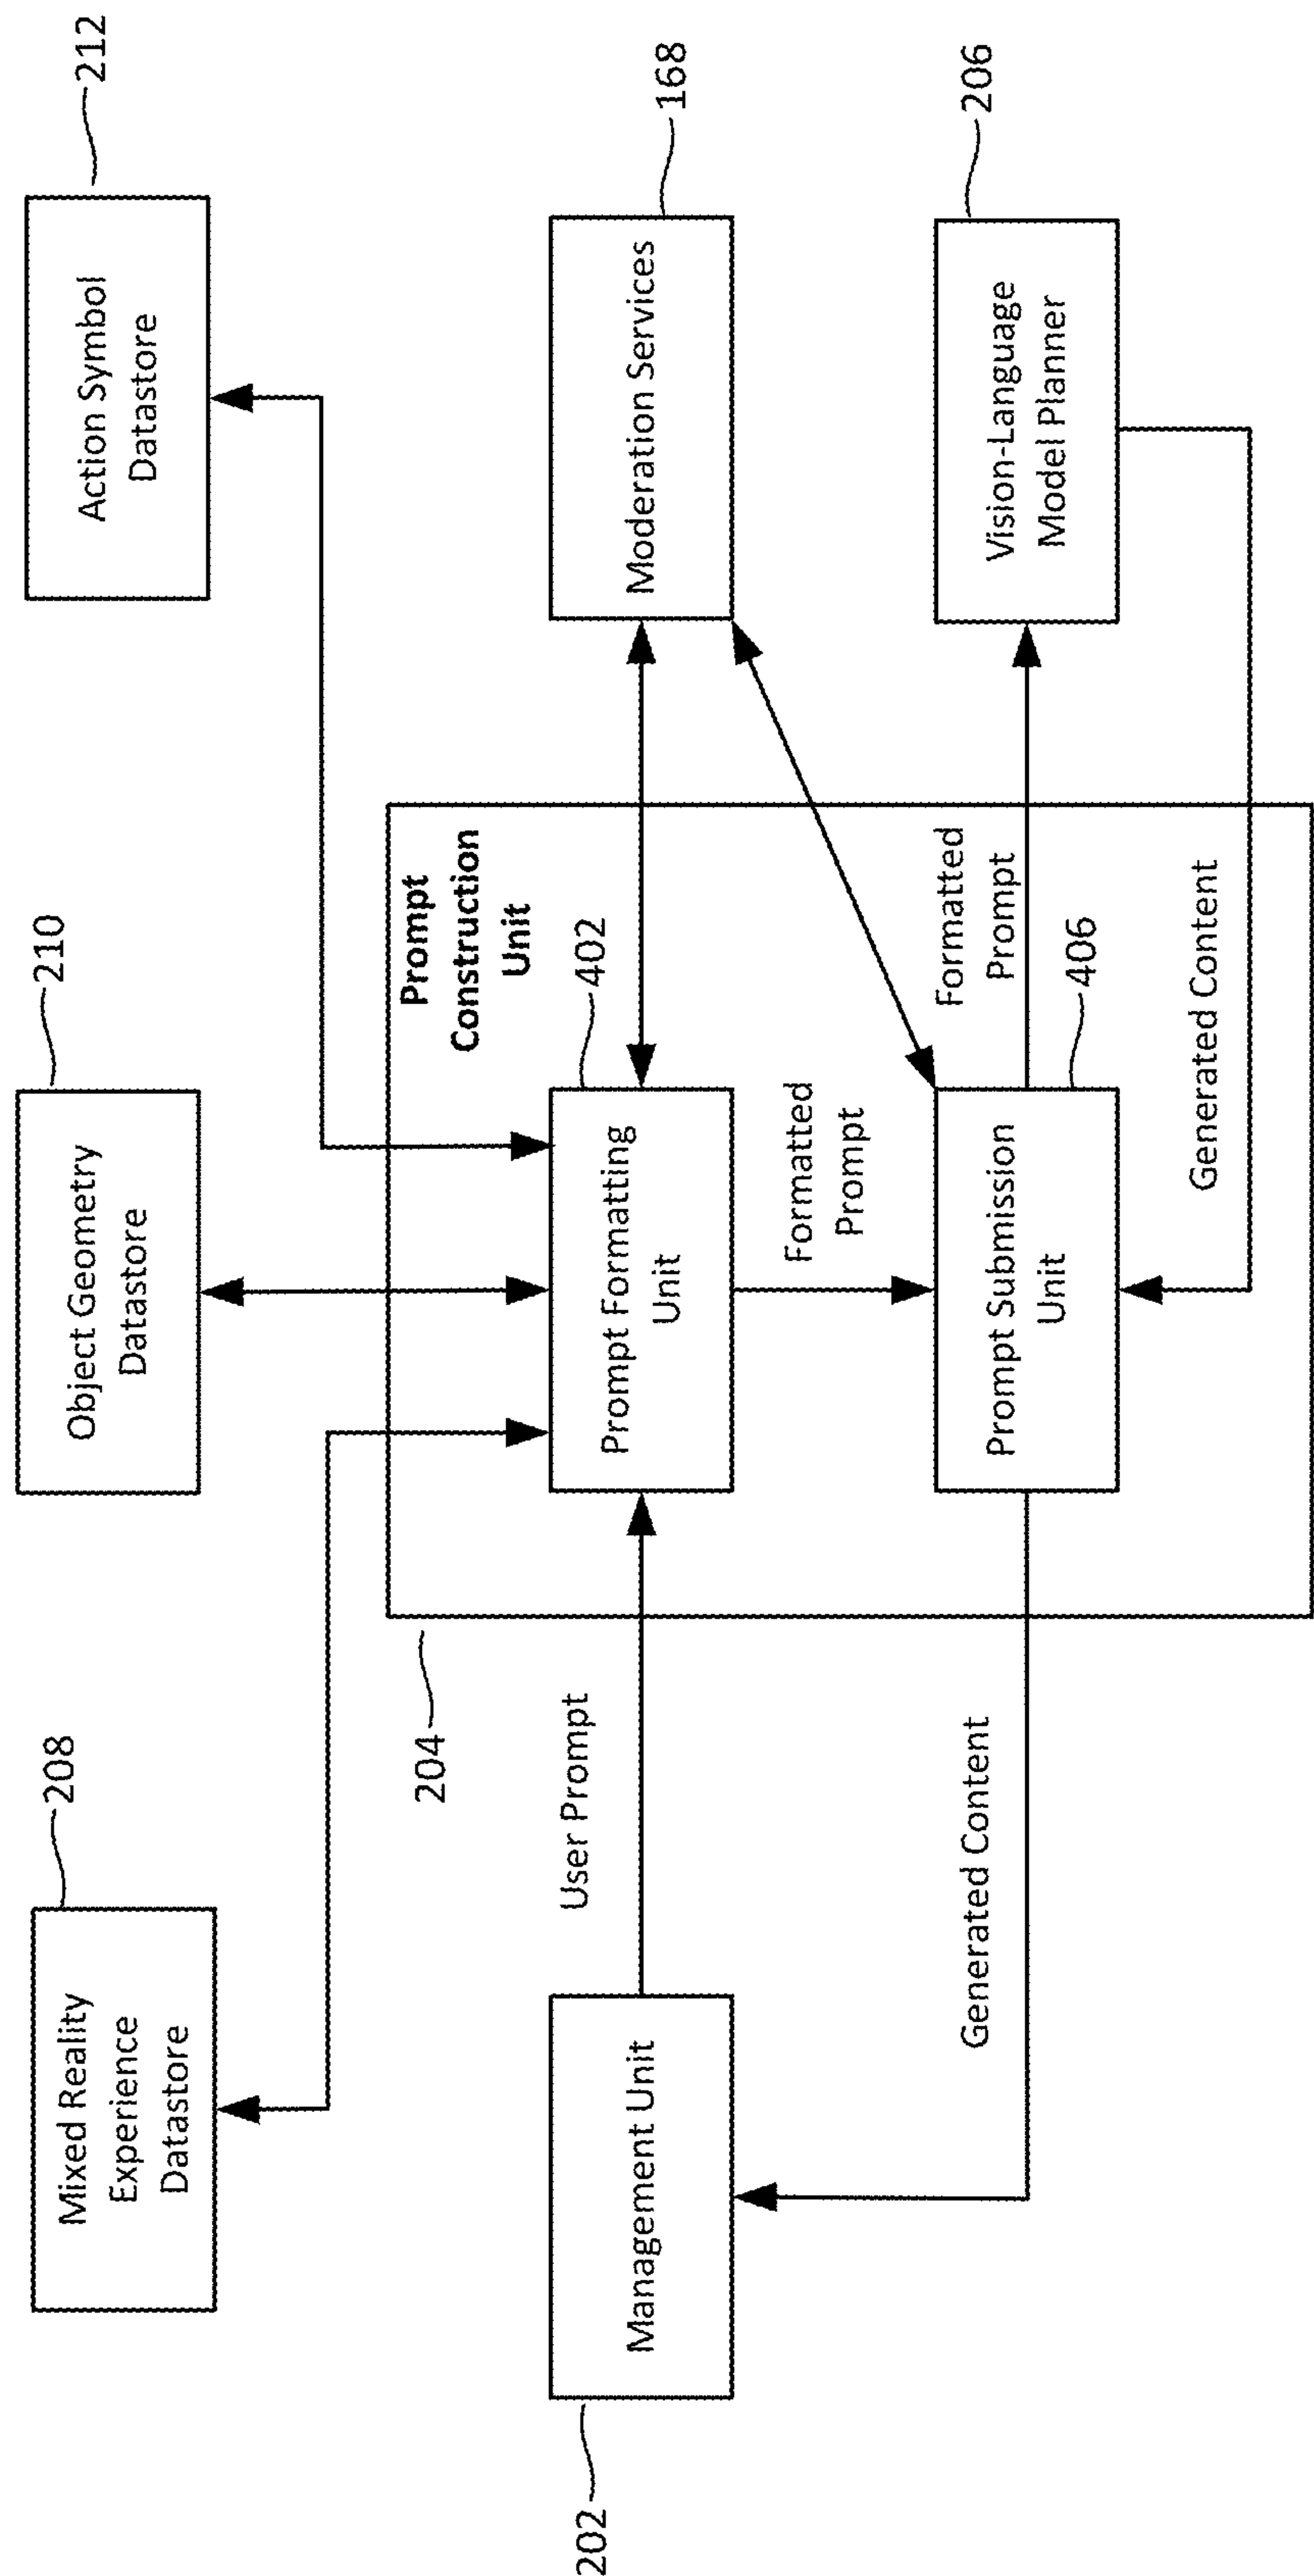 208
Mixed Reality
Experience
Datastore
210
Object Geometry
Datastore
212
Action Symbol
Datastore
204
Prompt
Construction
Unit
202
Management Unit
User Prompt
402
Prompt Formatting
Unit
168
Moderation Services
Formatted
Prompt
Generated Content
406
Prompt Submission
Unit
Formatted
Prompt
206
Vision-Language
Model Planner
Generated Content